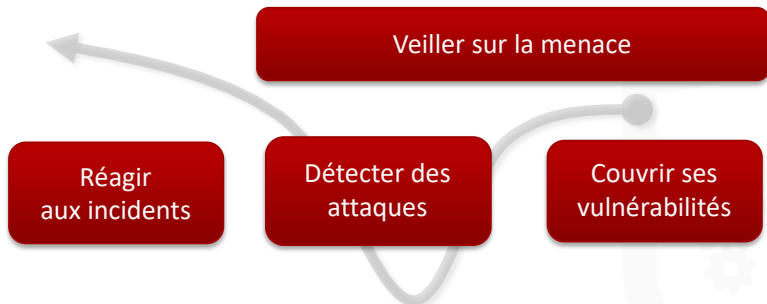 Veiller sur la menace
Réagir
aux incidents
Détecter des
attaques
Couvrir ses
vulnérabilités